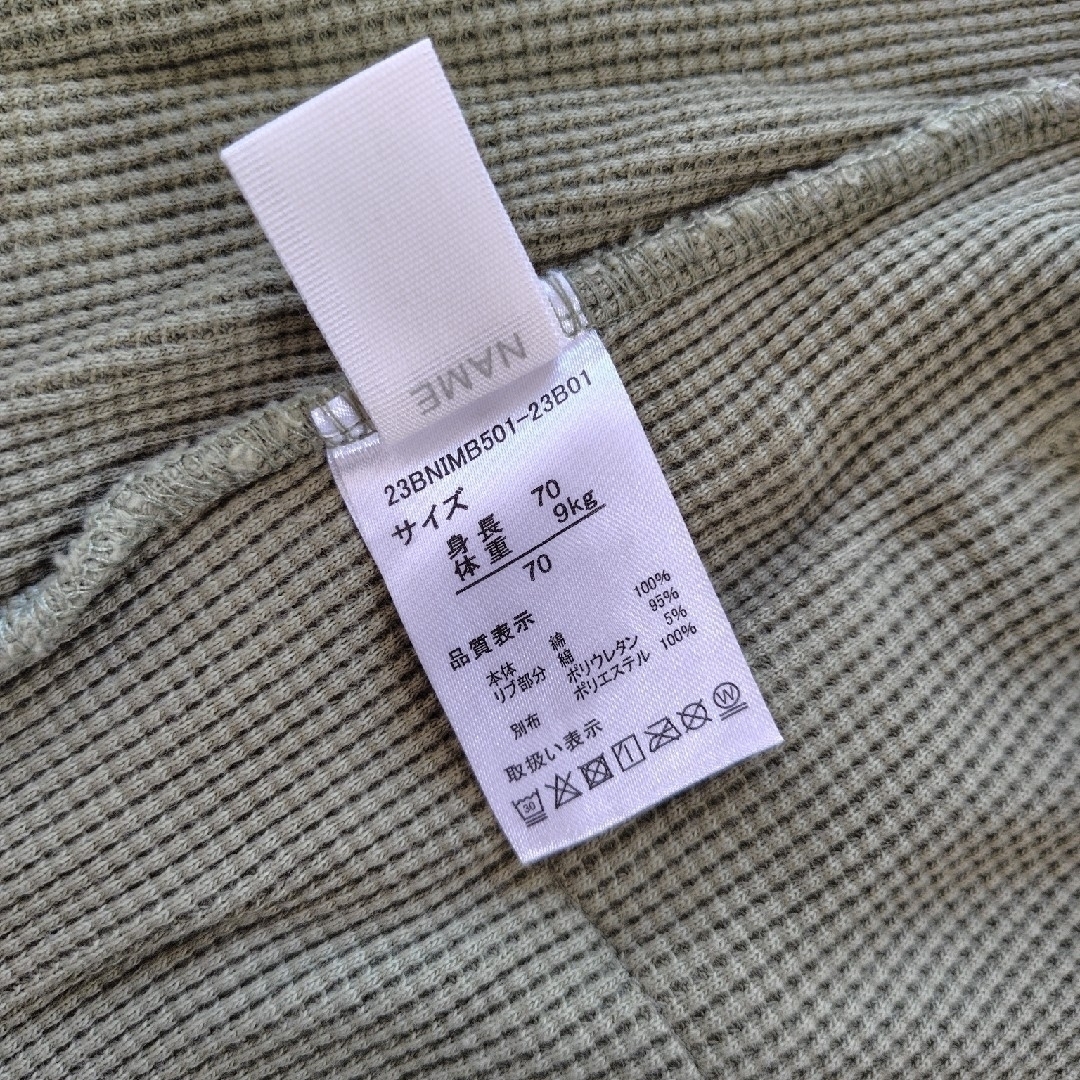 NAME
23BNIMB501-23B01
サイズ
身長 70
体重 9kg
70
品質表示
本体 綿 100%
リブ部分 綿 95%
ポリウレタン 5%
別布 ポリエステル 100%
取扱い表示
30 W